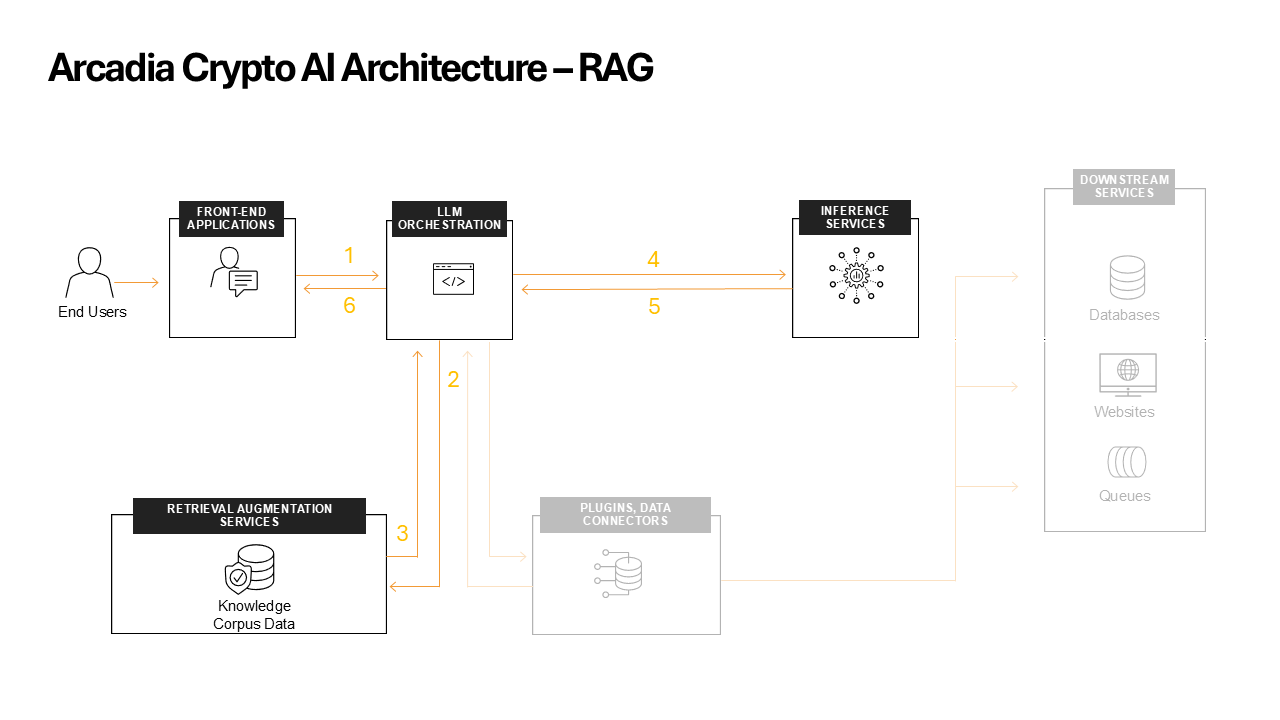 Arcadia Crypto AI Architecture – RAG
DOWNSTREAM
SERVICES
FRONT-END
APPLICATIONS
LLM
ORCHESTRATION
INFERENCE
SERVICES
1
4
</>
End Users
6
5
Databases
2
Websites
Queues
RETRIEVAL AUGMENTATION
SERVICES
PLUGINS, DATA
CONNECTORS
3
Knowledge
Corpus Data